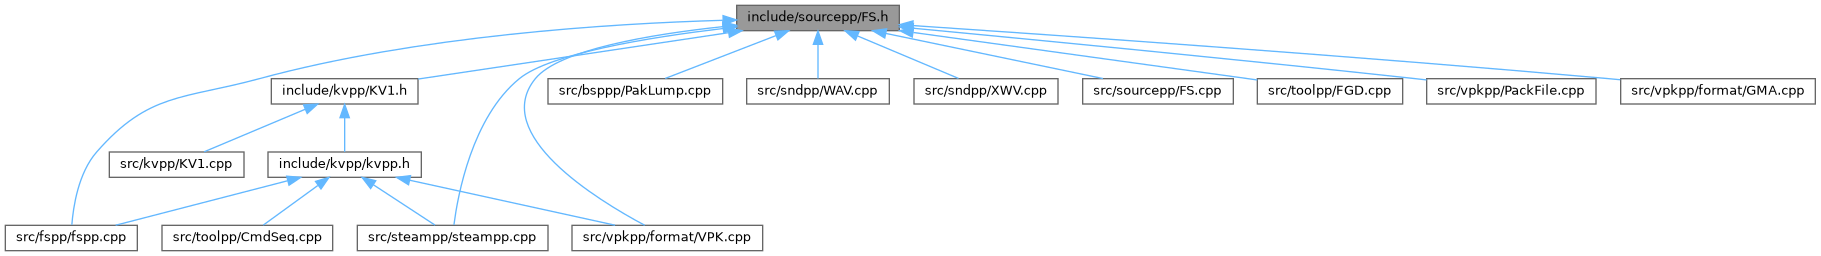 include/sourcepp/FS.h
include/kvpp/KV1.h
src/bsppp/PakLump.cpp
src/sndpp/WAV.cpp
src/sndpp/XWV.cpp
src/sourcepp/FS.cpp
src/toolpp/FGD.cpp
src/vpkpp/PackFile.cpp
src/vpkpp/format/GMA.cpp
src/kvpp/KV1.cpp
include/kvpp/kvpp.h
src/fspp/fspp.cpp
src/toolpp/CmdSeq.cpp
src/steampp/steampp.cpp
src/vpkpp/format/VPK.cpp